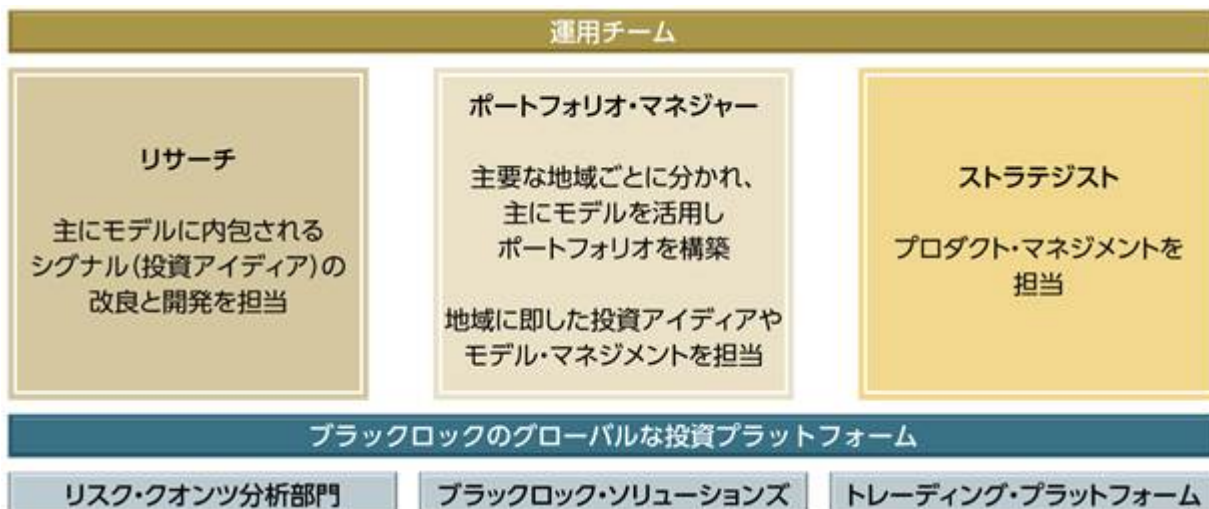 運用チーム
リサーチ
主にモデルに内包される
シグナル(投資アイディア)の
改良と開発を担当
ポートフォリオ・マネジャー
主要な地域ごとに分かれ、
主にモデルを活用し
ポートフォリオを構築
地域に即した投資アイディアや
モデル・マネジメントを担当
ストラテジスト
プロダクト・マネジメントを
担当
ブラックロックのグローバルな投資プラットフォーム
リスク・クオンツ分析部門
ブラックロック・ソリューションズ
トレーディング・プラットフォーム